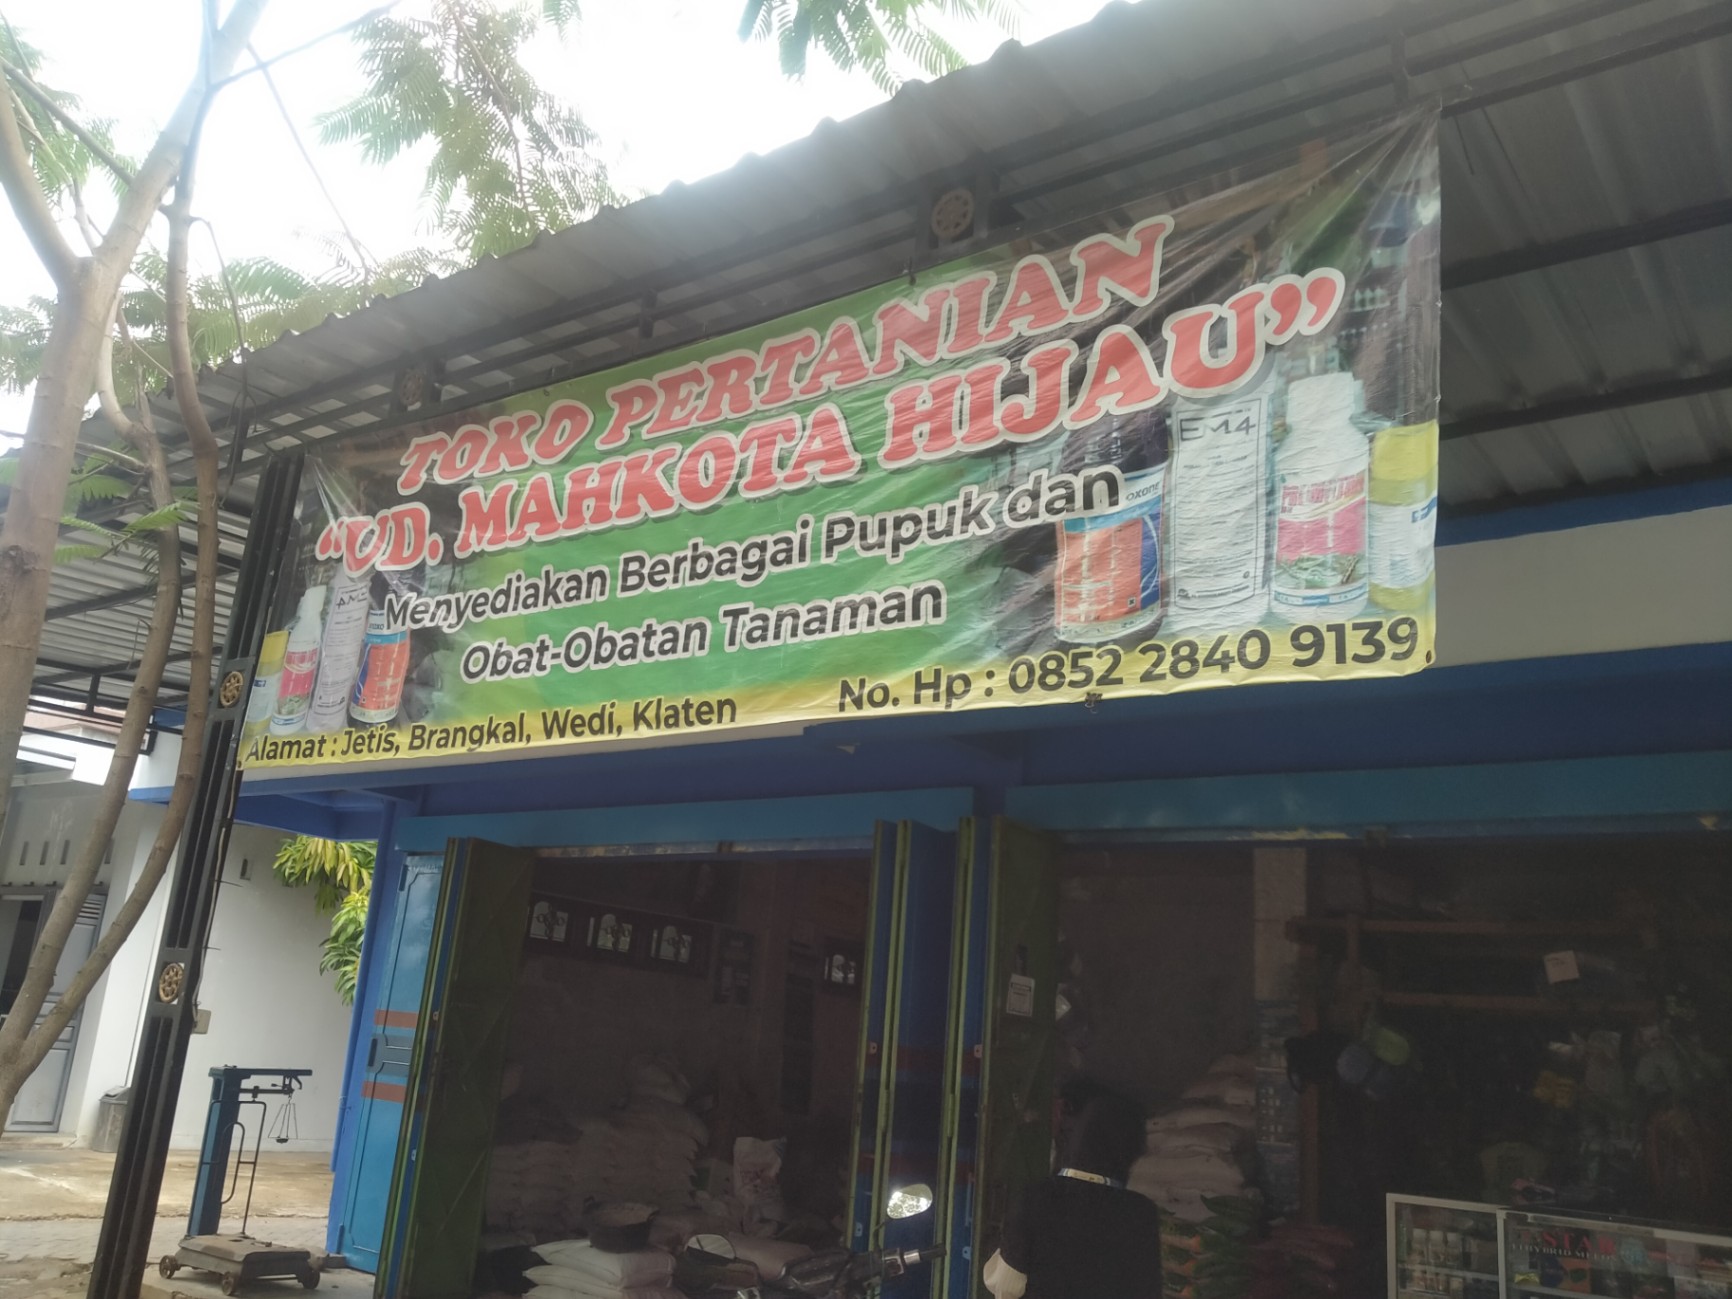 TOKO PERTANIAN
“UD. MAHKOTA HIJAU”
Menyediakan Berbagai Pupuk dan
Obat-Obatan Tanaman
Alamat : Jetis, Brangkal, Wedi, Klaten
No. Hp : 0852 2840 9139
EM4
STAR